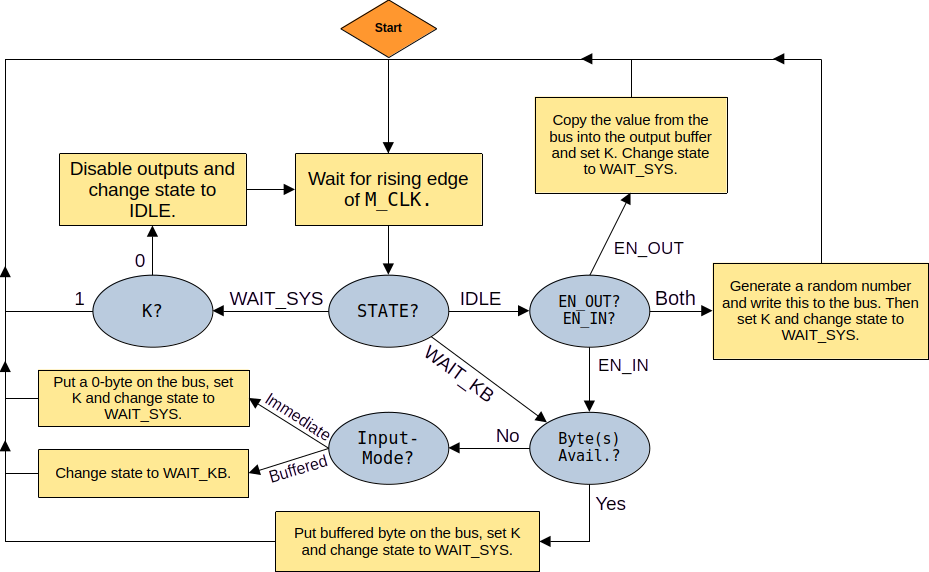 Start
Copy the value from the
bus into the output buffer
and set K. Change state
to WAIT_SYS.
Disable outputs and
change state to
IDLE.
Wait for rising edge
of M_CLK.
EN_OUT
0
Generate a random number
and write this to the bus. Then
set K and change state to
WAIT_SYS.
1
K?
WAIT_SYS
STATE?
IDLE
EN_OUT?
EN_IN?
Both
WAIT_KB
EN_IN
Put a 0-byte on the bus, set
K and change state to
WAIT_SYS.
Immediate
Input-
Mode?
No
Byte(s)
Avail.?
Change state to WAIT_KB.
Buffered
Yes
Put buffered byte on the bus, set K
and change state to WAIT_SYS.